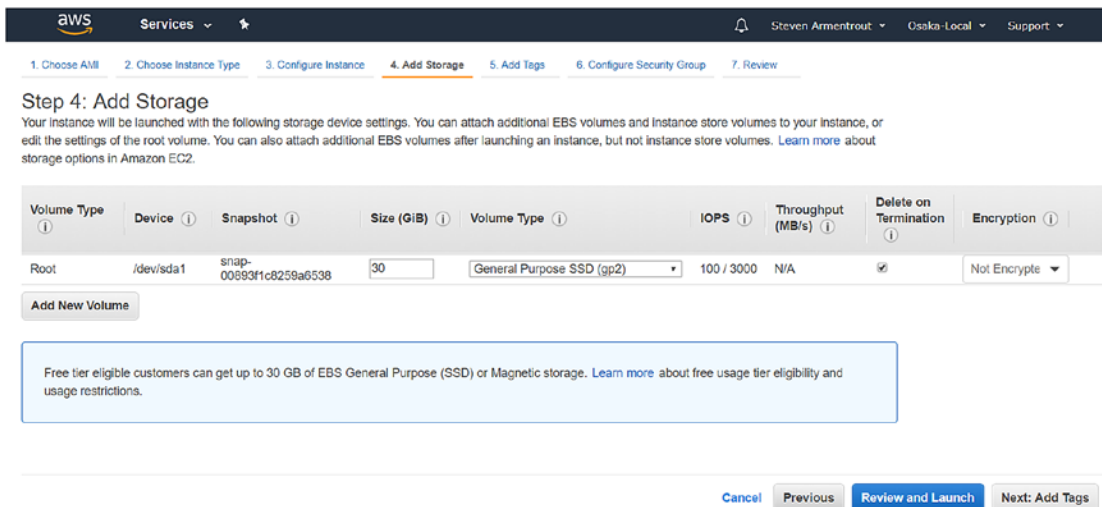 aws Services Steven Armentrout Osaka-Local Support
1. Choose AMI 2. Choose Instance Type 3. Configure Instance 4. Add Storage 5. Add Tags 6. Configure Security Group 7. Review
Step 4: Add Storage
Your instance will be launched with the following storage device settings. You can attach additional EBS volumes and instance store volumes to your instance, or
edit the settings of the root volume. You can also attach additional EBS volumes after launching an instance, but not instance store volumes. Learn more about
storage options in Amazon EC2.
Volume Type Device Snapshot Size (GiB) Volume Type IOPS Throughput (MB/s) Delete on Termination Encryption
Root /dev/sda1 snap-00893f1c8259a6538 30 General Purpose SSD (gp2) 100 / 3000 N/A Not Encrypte
Add New Volume
Free tier eligible customers can get up to 30 GB of EBS General Purpose (SSD) or Magnetic storage. Learn more about free usage tier eligibility and
usage restrictions.
Cancel Previous Review and Launch Next: Add Tags